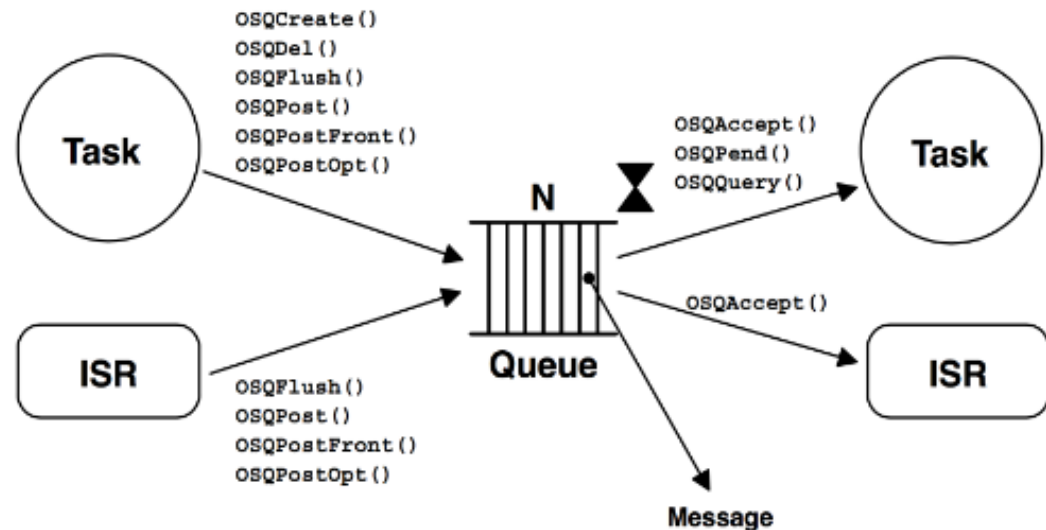 OSQCreate()
OSQDel()
OSQFlush()
OSQPost()
OSQPostFront()
OSQPostOpt()
Task
OSQAccept()
OSQPend()
OSQQuery()
Task
N
Queue
OSQAccept()
ISR
OSQFlush()
OSQPost()
OSQPostFront()
OSQPostOpt()
ISR
Message